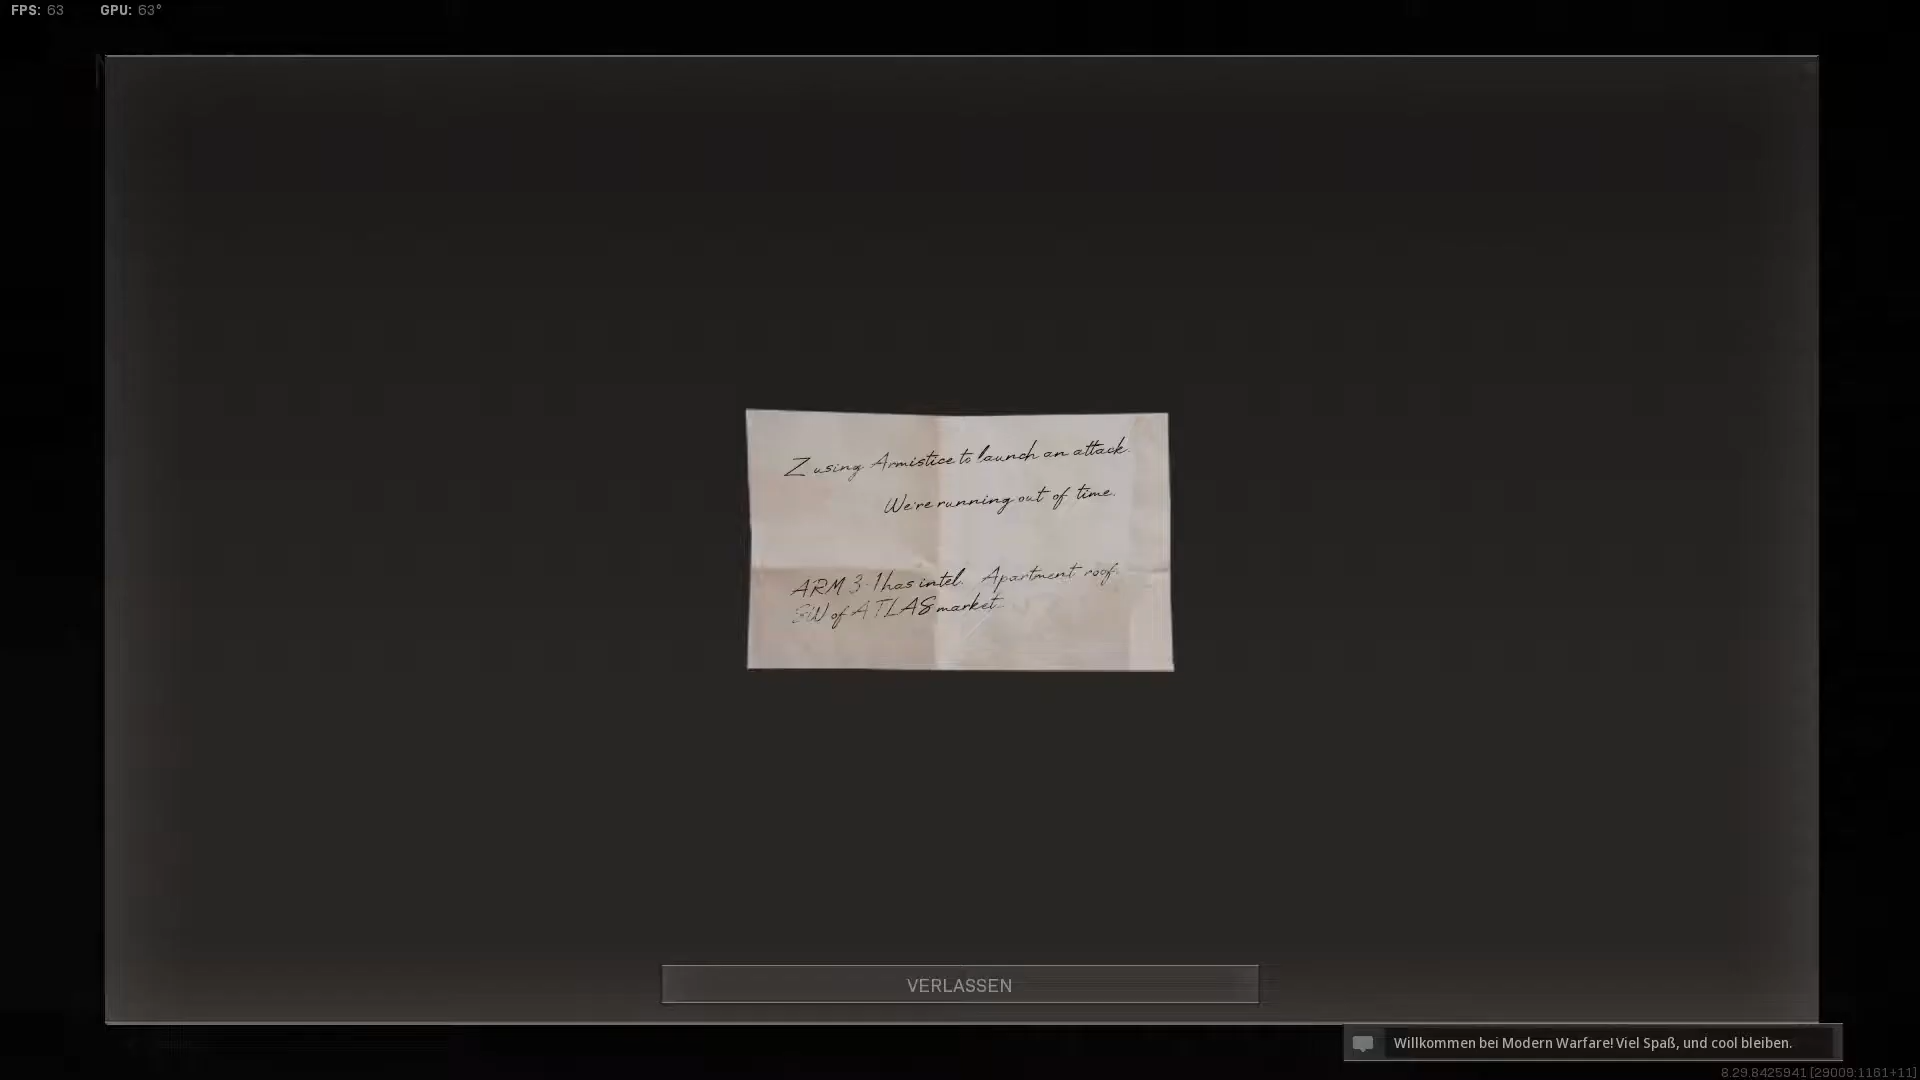 FPS: 63 GPU: 63°
Z using Armistice to launch an attack.
We're running out of time.
ARM 3-1 has intel. Apartment roof.
SW of ATLAS market.
VERLASSEN
Willkommen bei Modern Warfare! Viel Spaß, und cool bleiben.
8.29.8425941 [29009:1161+11]